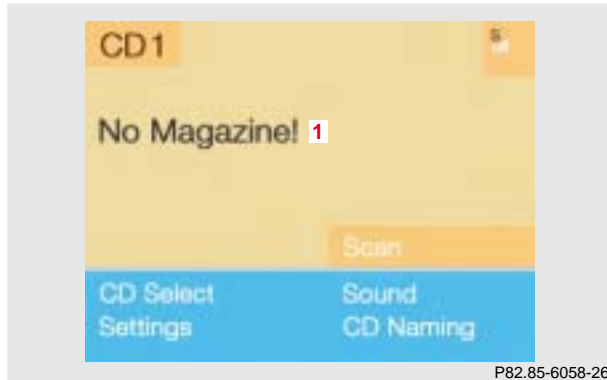 CD1
S
No Magazine! 1
Scan
CD Select Sound
Settings CD Naming
P82.85-6058-26